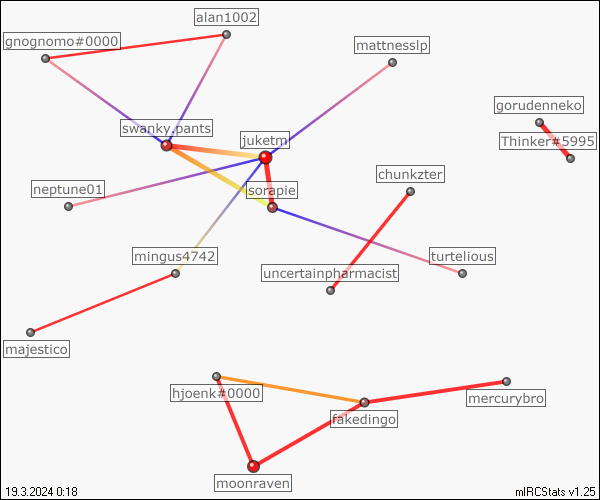 alan1002
gnognomo#0000
mattnesslp
gorudenneko
swanky.pants
juketm
Thinker#5995
chunkzter
neptune01
sorapie
mingus4742
turtelious
uncertainpharmacist
majestico
hjoenk#0000
mercurybro
fakedingo
moonraven
19.3.2024 0:18
mIRCStats v1.25